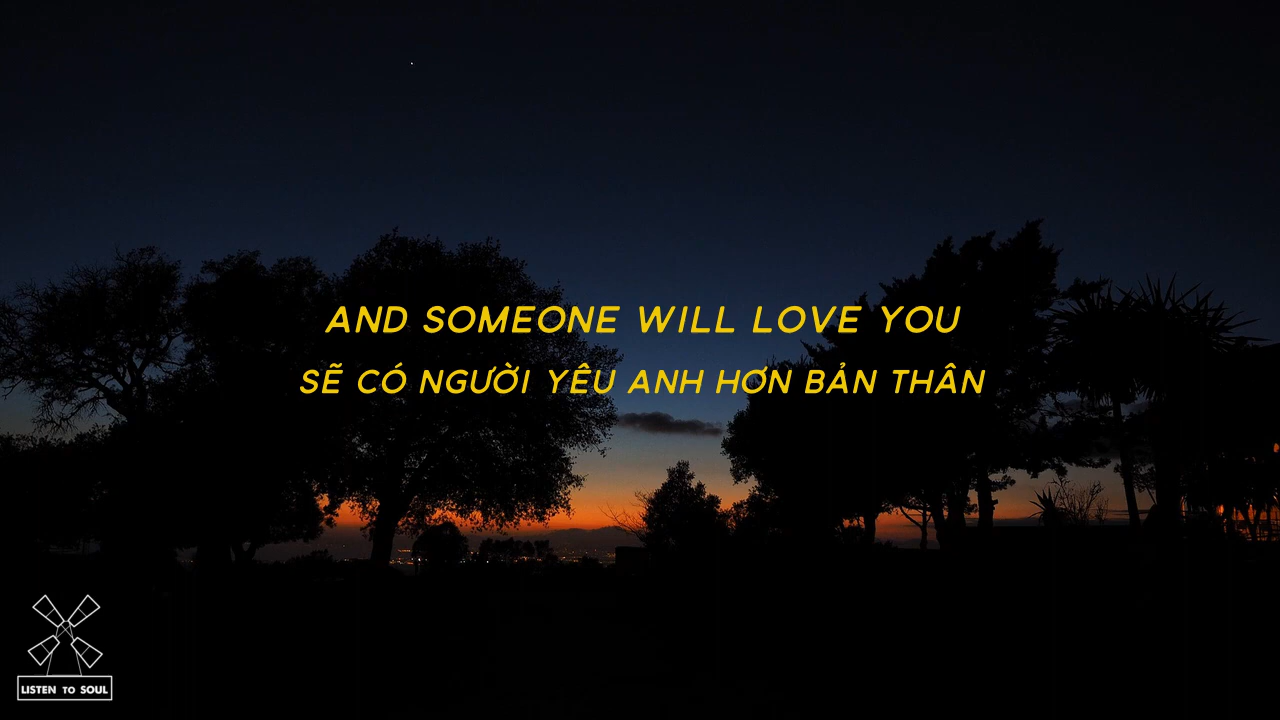 AND SOMEONE WILL LOVE YOU
SẼ CÓ NGƯỜI YÊU ANH HƠN BẢN THÂN
LISTEN TO SOUL